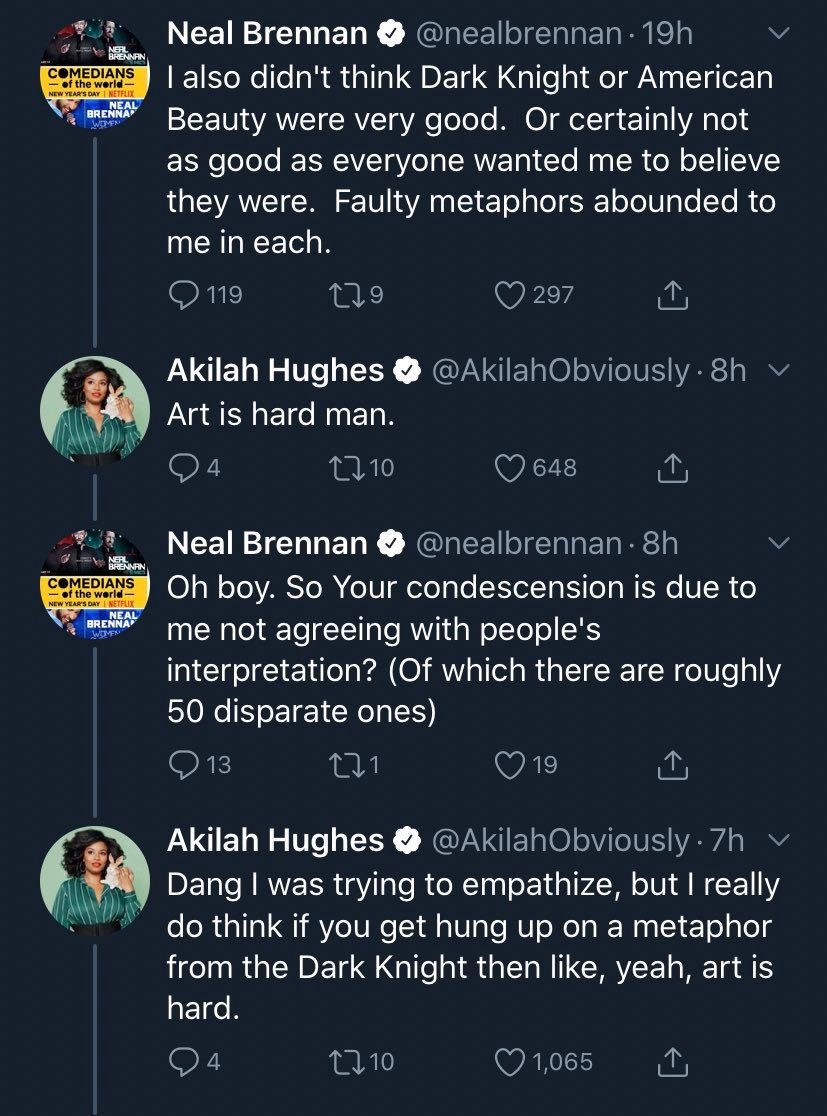 Neal Brennan @nealbrennan · 19h
I also didn't think Dark Knight or American
Beauty were very good.  Or certainly not
as good as everyone wanted me to believe
they were.  Faulty metaphors abounded to
me in each.
119 9 297
NEAL
BRENNAN
COMEDIANS
of the world
NEW YEAR'S DAY | NETFLIX
NEAL
BRENNAN
Akilah Hughes @AkilahObviously · 8h
Art is hard man.
4 10 648
Neal Brennan @nealbrennan · 8h
Oh boy. So Your condescension is due to
me not agreeing with people's
interpretation? (Of which there are roughly
50 disparate ones)
13 1 19
NEAL
BRENNAN
COMEDIANS
of the world
NEW YEAR'S DAY | NETFLIX
NEAL
BRENNAN
Akilah Hughes @AkilahObviously · 7h
Dang I was trying to empathize, but I really
do think if you get hung up on a metaphor
from the Dark Knight then like, yeah, art is
hard.
4 10 1,065